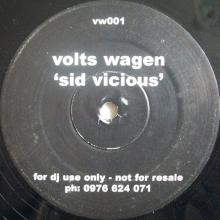 vw001
volts wagen
'sid vicious'
for dj use only - not for resale
ph: 0976 624 071